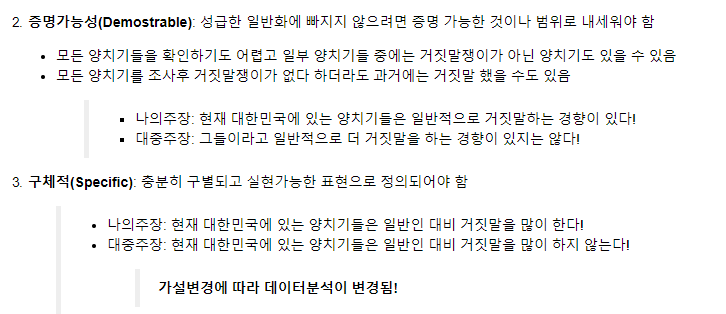 2. 증명가능성(Demostrable): 성급한 일반화에 빠지지 않으려면 증명 가능한 것이나 범위로 내세워야 함
• 모든 양치기들을 확인하기도 어렵고 일부 양치기들 중에는 거짓말쟁이가 아닌 양치기도 있을 수 있음
• 모든 양치기를 조사후 거짓말쟁이가 없다 하더라도 과거에는 거짓말 했을 수도 있음
▪ 나의주장: 현재 대한민국에 있는 양치기들은 일반적으로 거짓말하는 경향이 있다!
▪ 대중주장: 그들이라고 일반적으로 더 거짓말을 하는 경향이 있지는 않다!
3. 구체적(Specific): 충분히 구별되고 실현가능한 표현으로 정의되어야 함
• 나의주장: 현재 대한민국에 있는 양치기들은 일반인 대비 거짓말을 많이 한다!
• 대중주장: 현재 대한민국에 있는 양치기들은 일반인 대비 거짓말을 많이 하지 않는다!
가설변경에 따라 데이터분석이 변경됨!